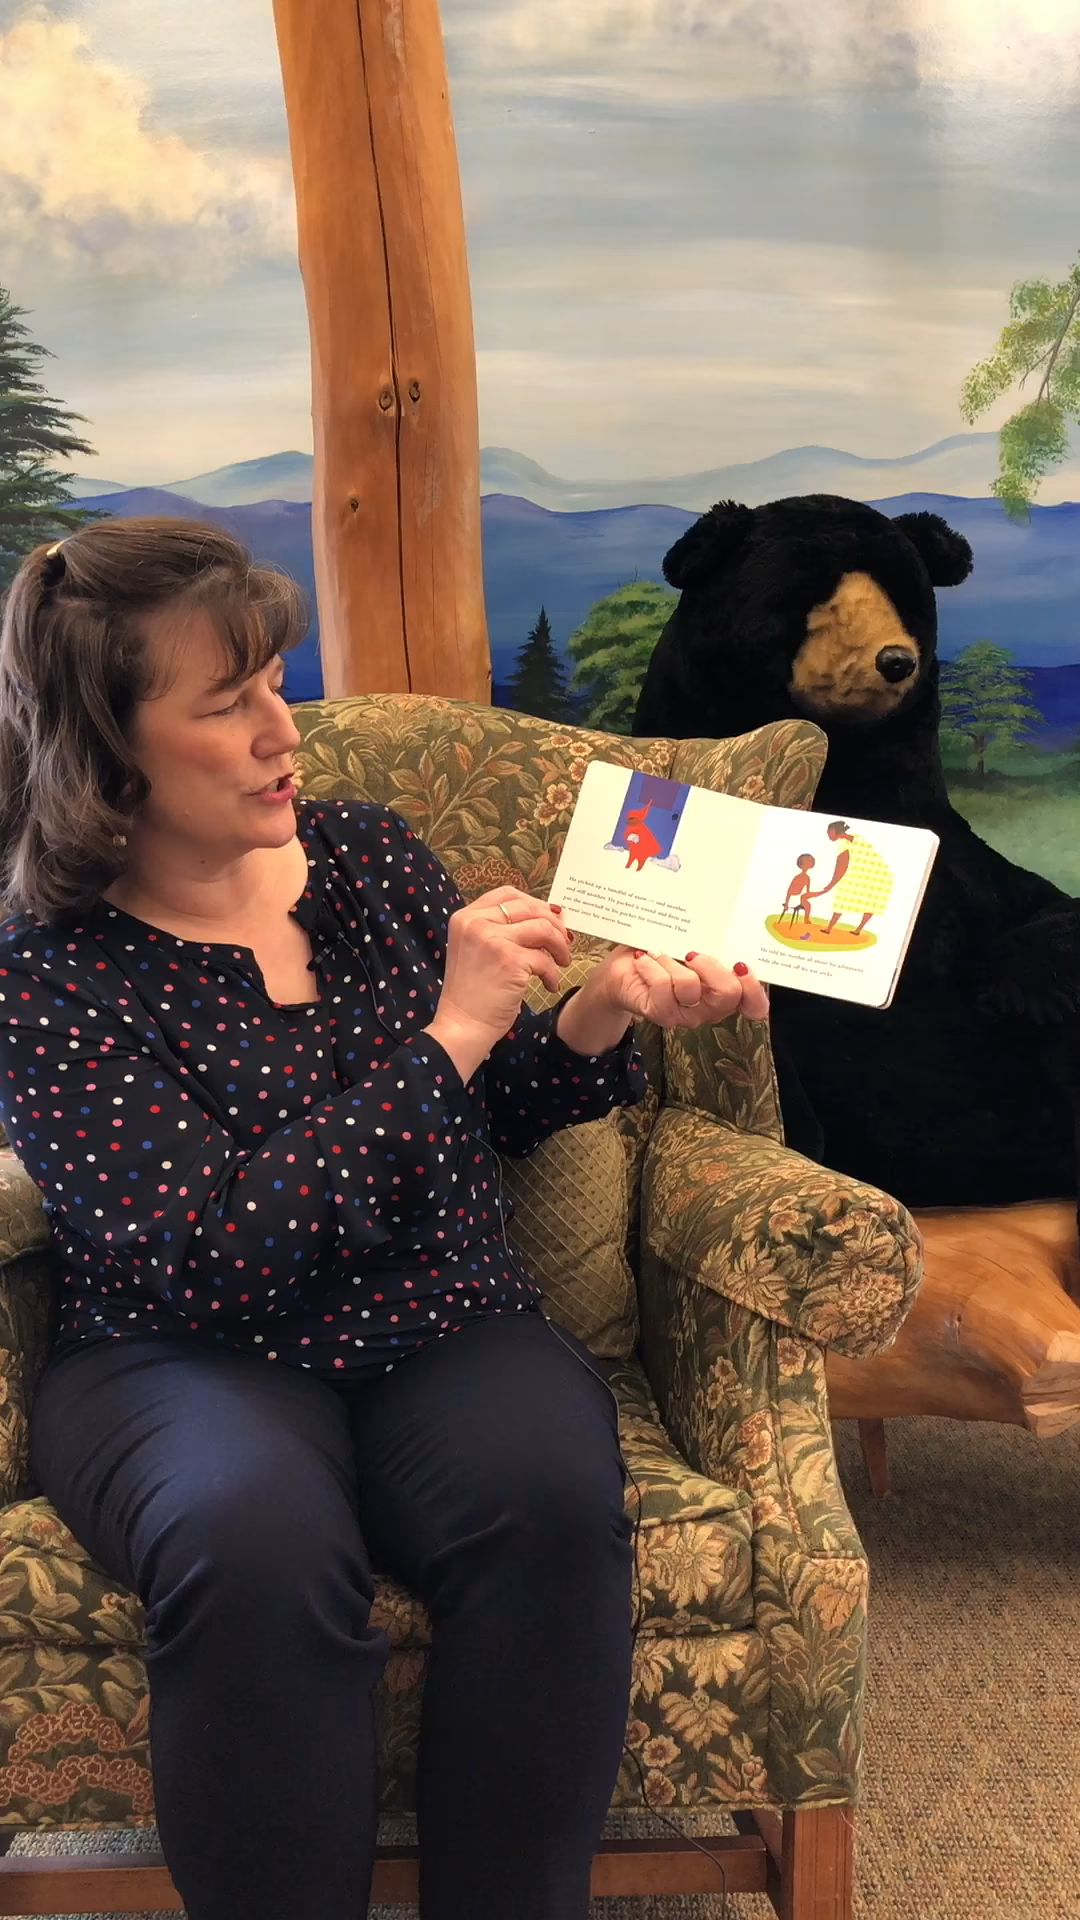 He picked up a handful of snow — and another,
and still another. He packed it round and firm and
put the snowball in his pocket for tomorrow. Then
he went into his warm house.
He told his mother all about his adventures
while she took off his wet socks.